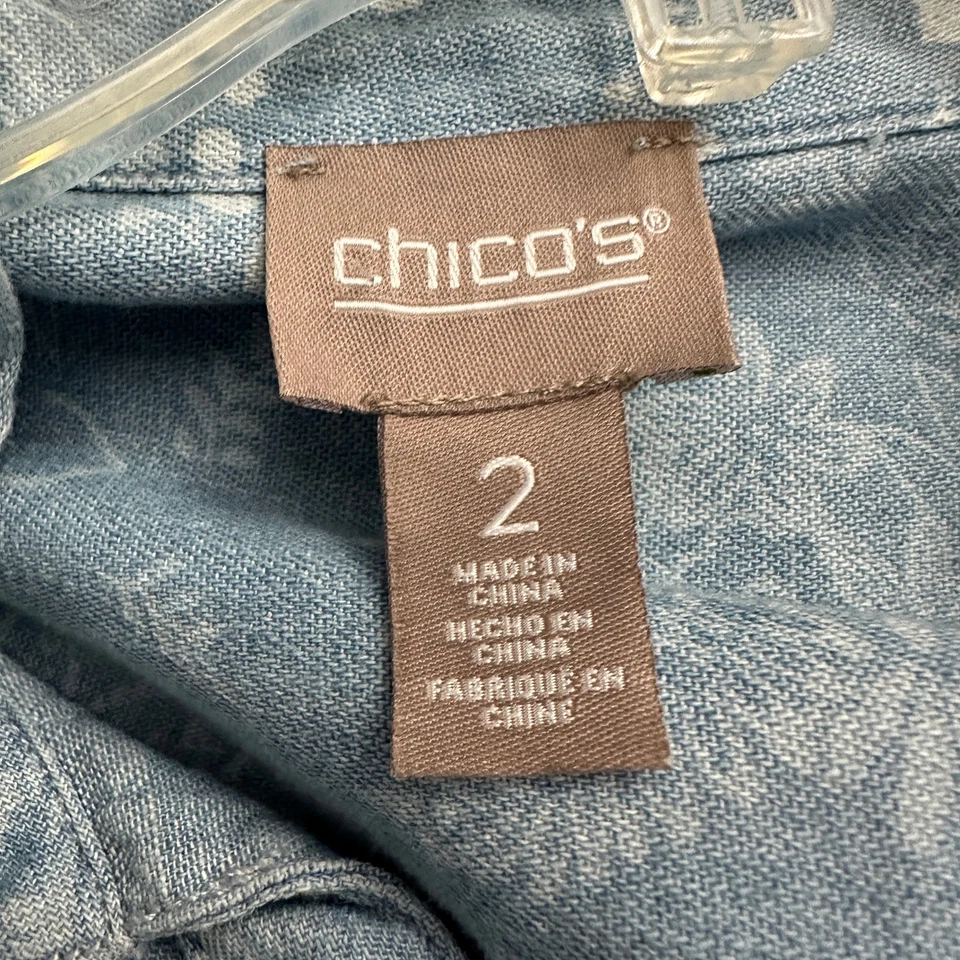 chico's®
2
MADE IN
CHINA
HECHO EN
CHINA
FABRIQUÉ EN
CHINE